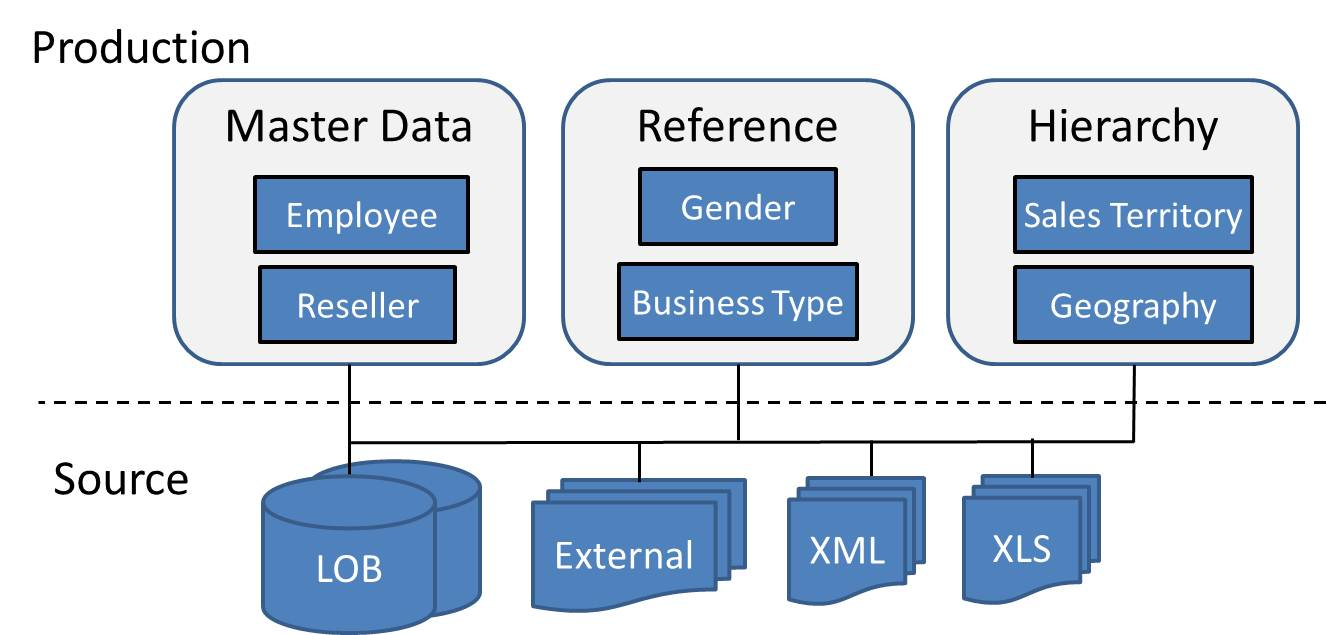 Production
Master Data
Employee
Reseller
Reference
Gender
Business Type
Hierarchy
Sales Territory
Geography
Source
LOB
External
XML
XLS